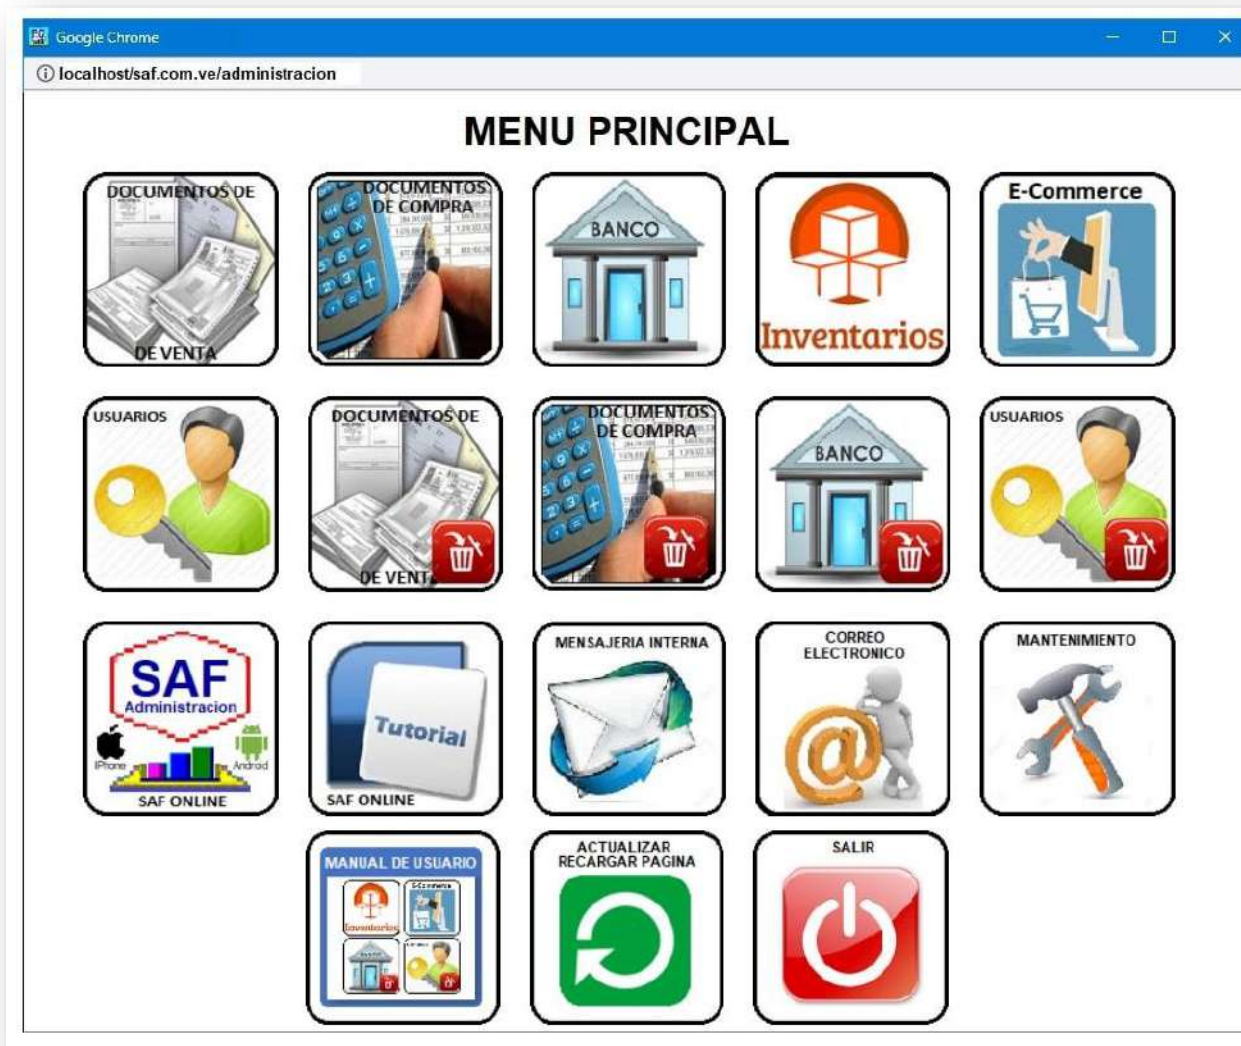 Google Chrome
localhost/saf.com.ve/administracion
MENU PRINCIPAL
DOCUMENTOS DE
DE VENTA
DOCUMENTOS
DE COMPRA
BANCO
Inventarios
E-Commerce
USUARIOS
DOCUMENTOS DE
DE VENT
DOCUMENTOS
DE COMPRA
BANCO
USUARIOS
SAF
Administracion
IPhone
Android
SAF ONLINE
Tutorial
SAF ONLINE
MENSAJERIA INTERNA
CORREO
ELECTRONICO
MANTENIMIENTO
MANUAL DE USUARIO
Inventarios
E-Commerce
BANCO
ACTUALIZAR
RECARGAR PAGINA
SALIR